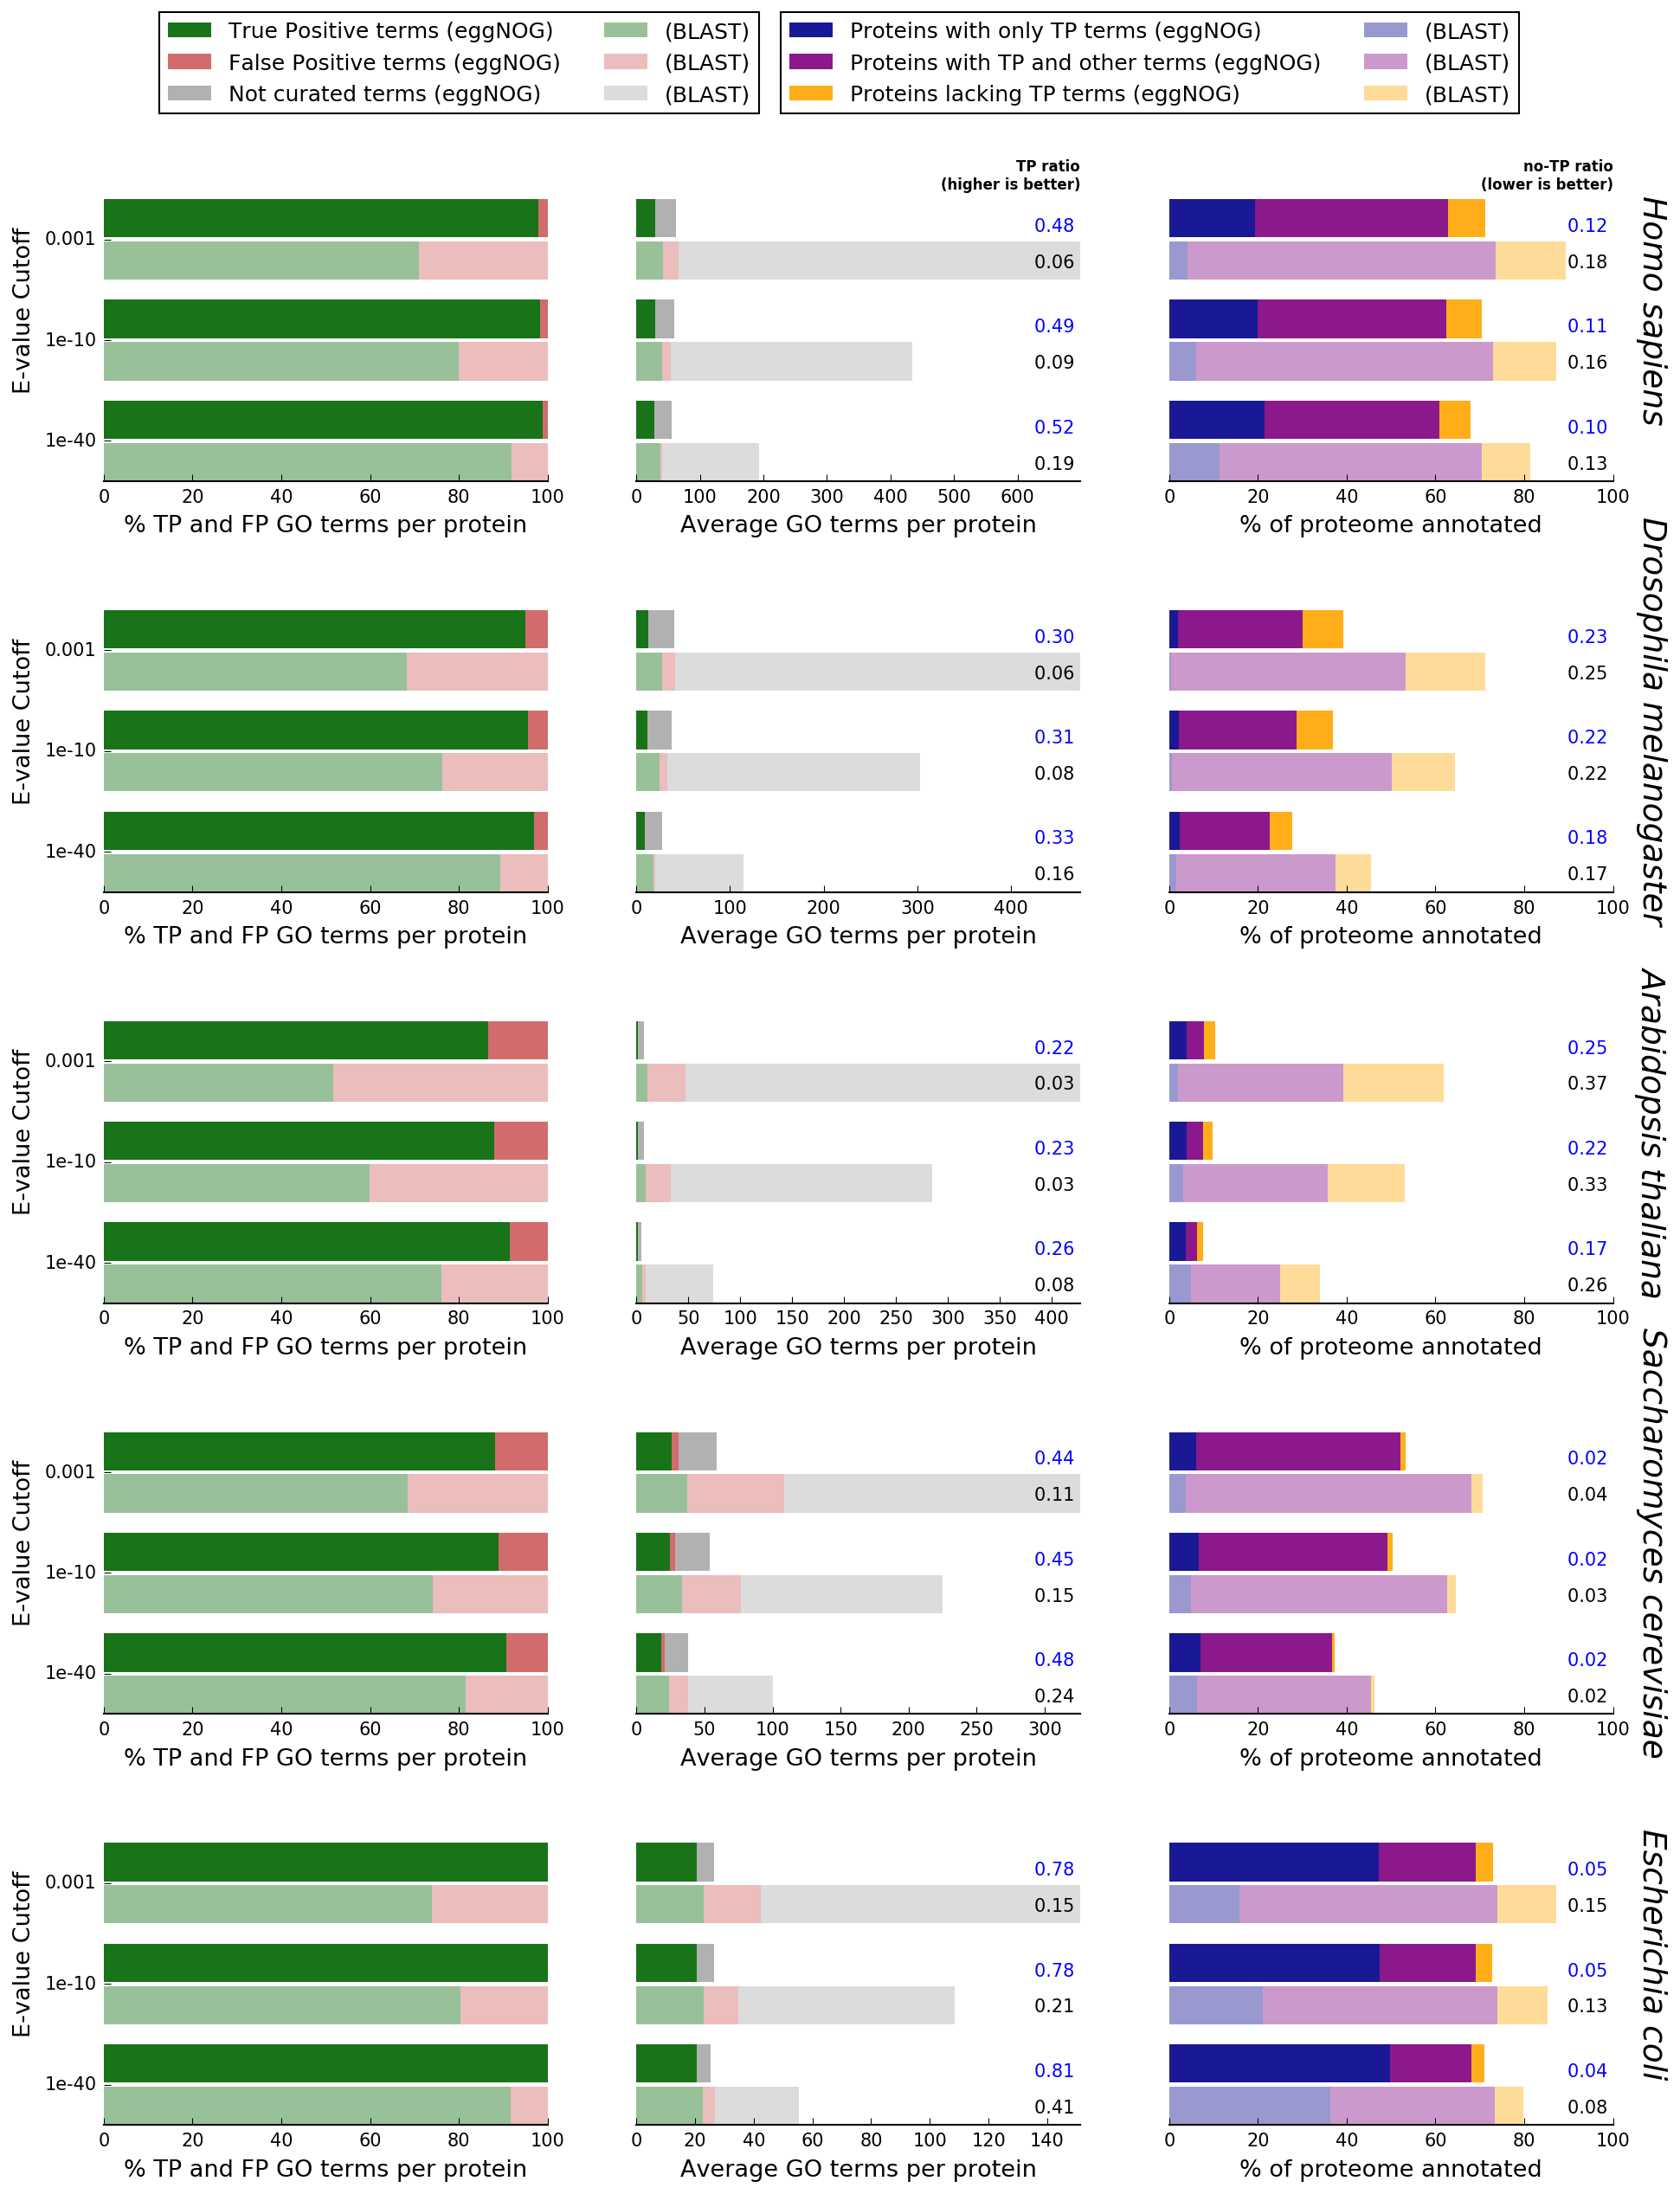 True Positive terms (eggNOG) (BLAST) Proteins with only TP terms (eggNOG) (BLAST)
False Positive terms (eggNOG) (BLAST) Proteins with TP and other terms (eggNOG) (BLAST)
Not curated terms (eggNOG) (BLAST) Proteins lacking TP terms (eggNOG) (BLAST)
TP ratio no-TP ratio
(higher is better) (lower is better)
Homo sapiens
E-value Cutoff
0.001 0.48 0.12
0.06 0.18
1e-10 0.49 0.11
0.09 0.16
1e-40 0.52 0.10
0.19 0.13
0 20 40 60 80 100 0 100 200 300 400 500 600 0 20 40 60 80 100
% TP and FP GO terms per protein Average GO terms per protein % of proteome annotated
Drosophila melanogaster
E-value Cutoff
0.001 0.30 0.23
0.06 0.25
1e-10 0.31 0.22
0.08 0.22
1e-40 0.33 0.18
0.16 0.17
0 20 40 60 80 100 0 100 200 300 400 0 20 40 60 80 100
% TP and FP GO terms per protein Average GO terms per protein % of proteome annotated
Arabidopsis thaliana
E-value Cutoff
0.001 0.22 0.25
0.03 0.37
1e-10 0.23 0.22
0.03 0.33
1e-40 0.26 0.17
0.08 0.26
0 20 40 60 80 100 0 50 100 150 200 250 300 350 400 0 20 40 60 80 100
% TP and FP GO terms per protein Average GO terms per protein % of proteome annotated
Saccharomyces cerevisiae
E-value Cutoff
0.001 0.44 0.02
0.11 0.04
1e-10 0.45 0.02
0.15 0.03
1e-40 0.48 0.02
0.24 0.02
0 20 40 60 80 100 0 50 100 150 200 250 300 0 20 40 60 80 100
% TP and FP GO terms per protein Average GO terms per protein % of proteome annotated
Escherichia coli
E-value Cutoff
0.001 0.78 0.05
0.15 0.15
1e-10 0.78 0.05
0.21 0.13
1e-40 0.81 0.04
0.41 0.08
0 20 40 60 80 100 0 20 40 60 80 100 120 140 0 20 40 60 80 100
% TP and FP GO terms per protein Average GO terms per protein % of proteome annotated